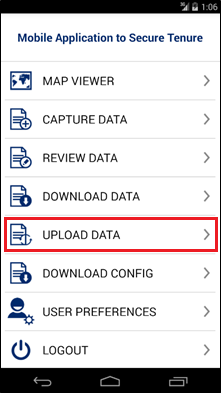 3G 1:06
Mobile Application to Secure Tenure
MAP VIEWER
CAPTURE DATA
REVIEW DATA
DOWNLOAD DATA
UPLOAD DATA
DOWNLOAD CONFIG
USER PREFERENCES
LOGOUT